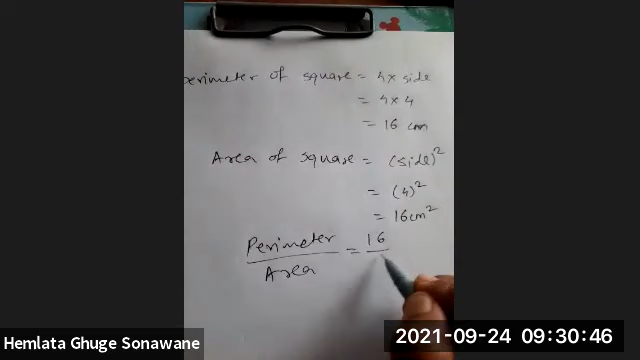 Perimeter of square = 4 x side
= 4 x 4
= 16 cm
Area of square = (side)²
= (4)²
= 16cm²
Perimeter / Area = 16
Hemlata Ghuge Sonawane
2021-09-24 09:30:46